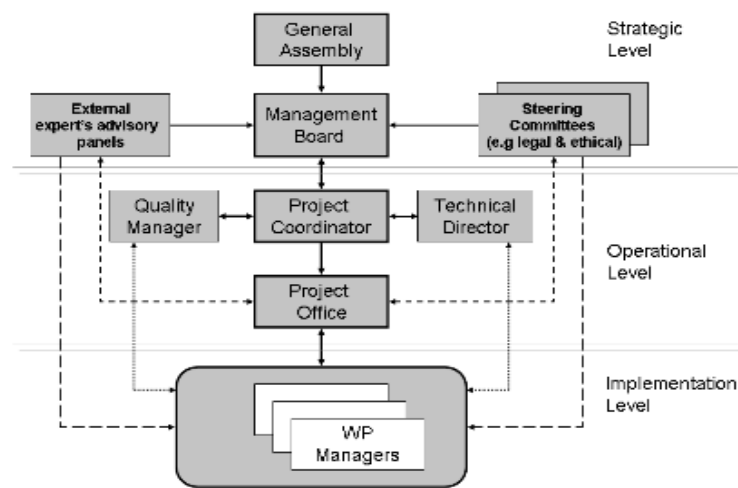 General
Assembly
Strategic
Level
External
expert's advisory
panels
Management
Board
Steering
Committees
(e.g legal & ethical)
Quality
Manager
Project
Coordinator
Technical
Director
Operational
Level
Project
Office
Implementation
Level
WP
Managers